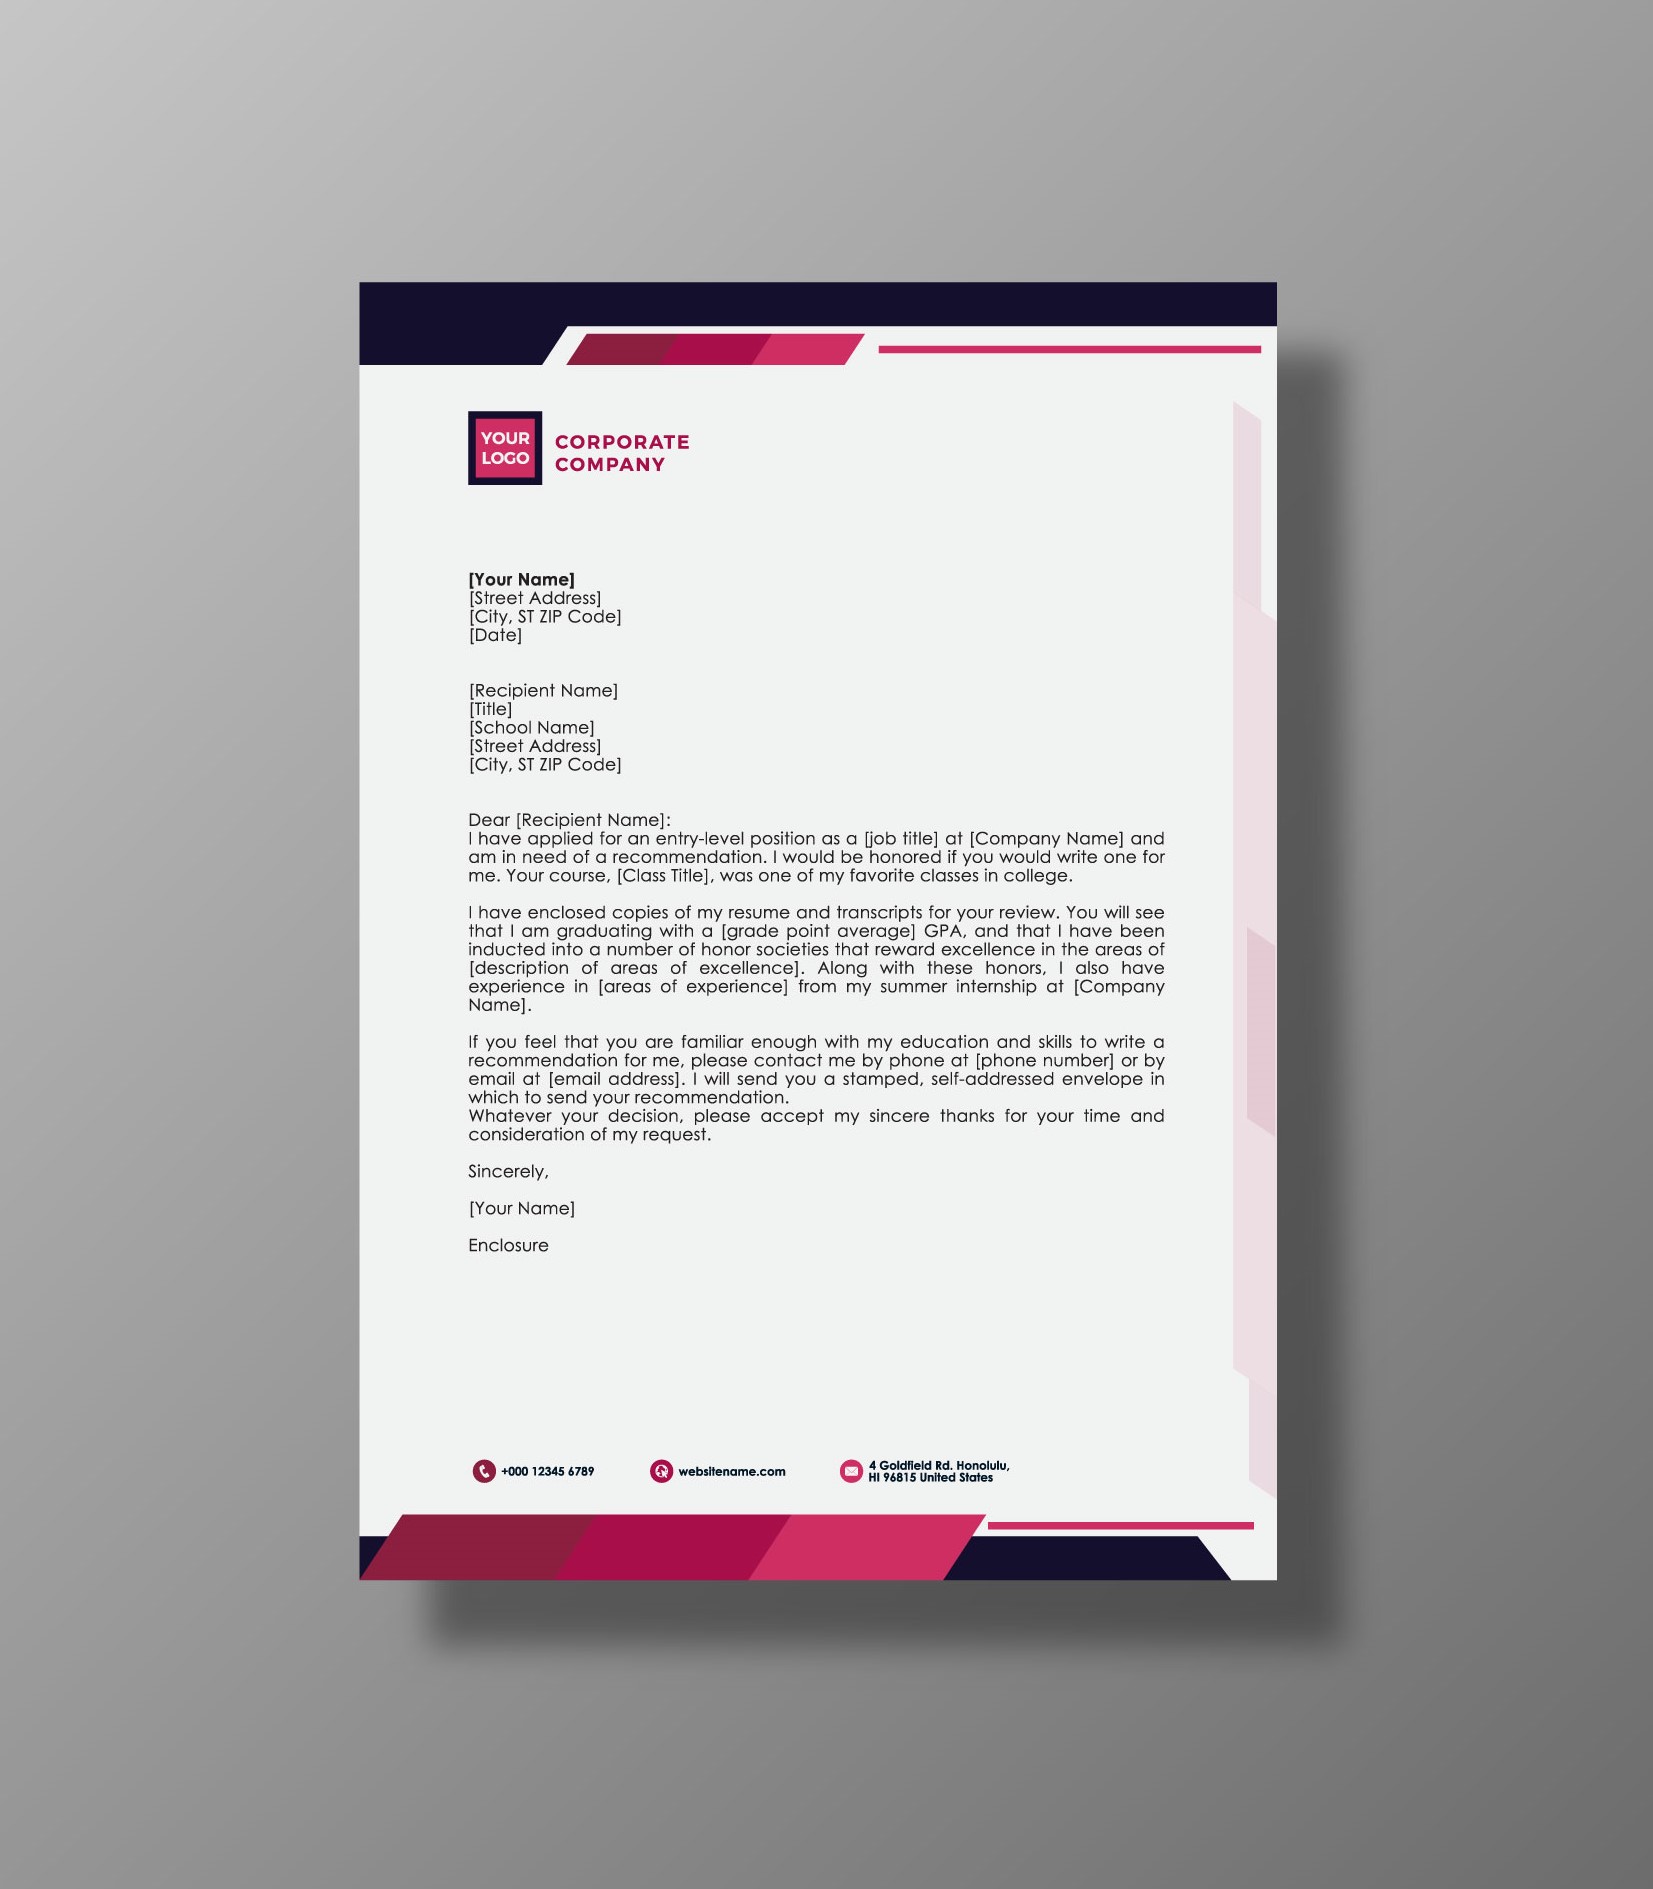 YOUR
LOGO
CORPORATE
COMPANY
[Your Name]
[Street Address]
[City, ST ZIP Code]
[Date]
[Recipient Name]
[Title]
[School Name]
[Street Address]
[City, ST ZIP Code]
Dear [Recipient Name]:
I have applied for an entry-level position as a [job title] at [Company Name] and
am in need of a recommendation. I would be honored if you would write one for
me. Your course, [Class Title], was one of my favorite classes in college.
I have enclosed copies of my resume and transcripts for your review. You will see
that I am graduating with a [grade point average] GPA, and that I have been
inducted into a number of honor societies that reward excellence in the areas of
[description of areas of excellence]. Along with these honors, I also have
experience in [areas of experience] from my summer internship at [Company
Name].
If you feel that you are familiar enough with my education and skills to write a
recommendation for me, please contact me by phone at [phone number] or by
email at [email address]. I will send you a stamped, self-addressed envelope in
which to send your recommendation.
Whatever your decision, please accept my sincere thanks for your time and
consideration of my request.
Sincerely,
[Your Name]
Enclosure
+000 12345 6789
websitename.com
4 Goldfield Rd. Honolulu,
HI 96815 United States